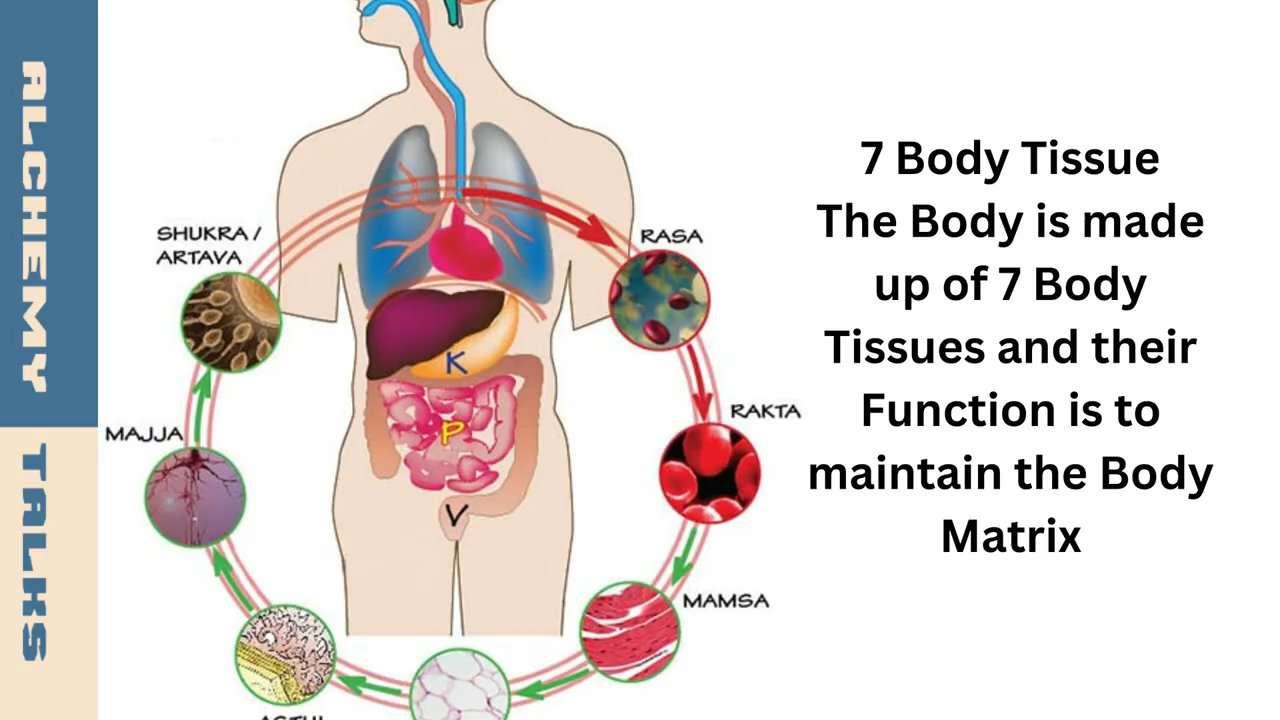 ALCHEMY TALKS
SHUKRA /
ARTAVA
RASA
RAKTA
MAJJA
MAMSA
K
P
V
7 Body Tissue
The Body is made
up of 7 Body
Tissues and their
Function is to
maintain the Body
Matrix